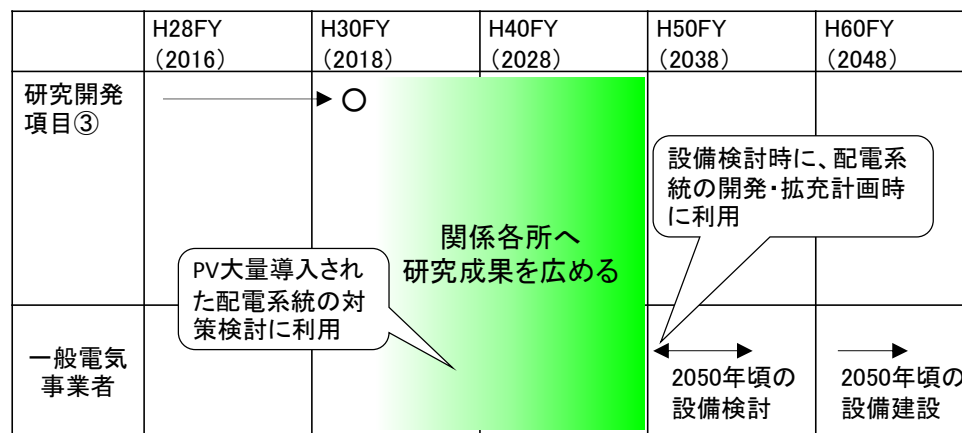 H28FY
(2016)
H30FY
(2018)
H40FY
(2028)
H50FY
(2038)
H60FY
(2048)
研究開発
項目③
設備検討時に、配電系
統の開発・拡充計画時
に利用
関係各所へ
研究成果を広める
PV大量導入され
た配電系統の対
策検討に利用
一般電気
事業者
2050年頃の
設備検討
2050年頃の
設備建設